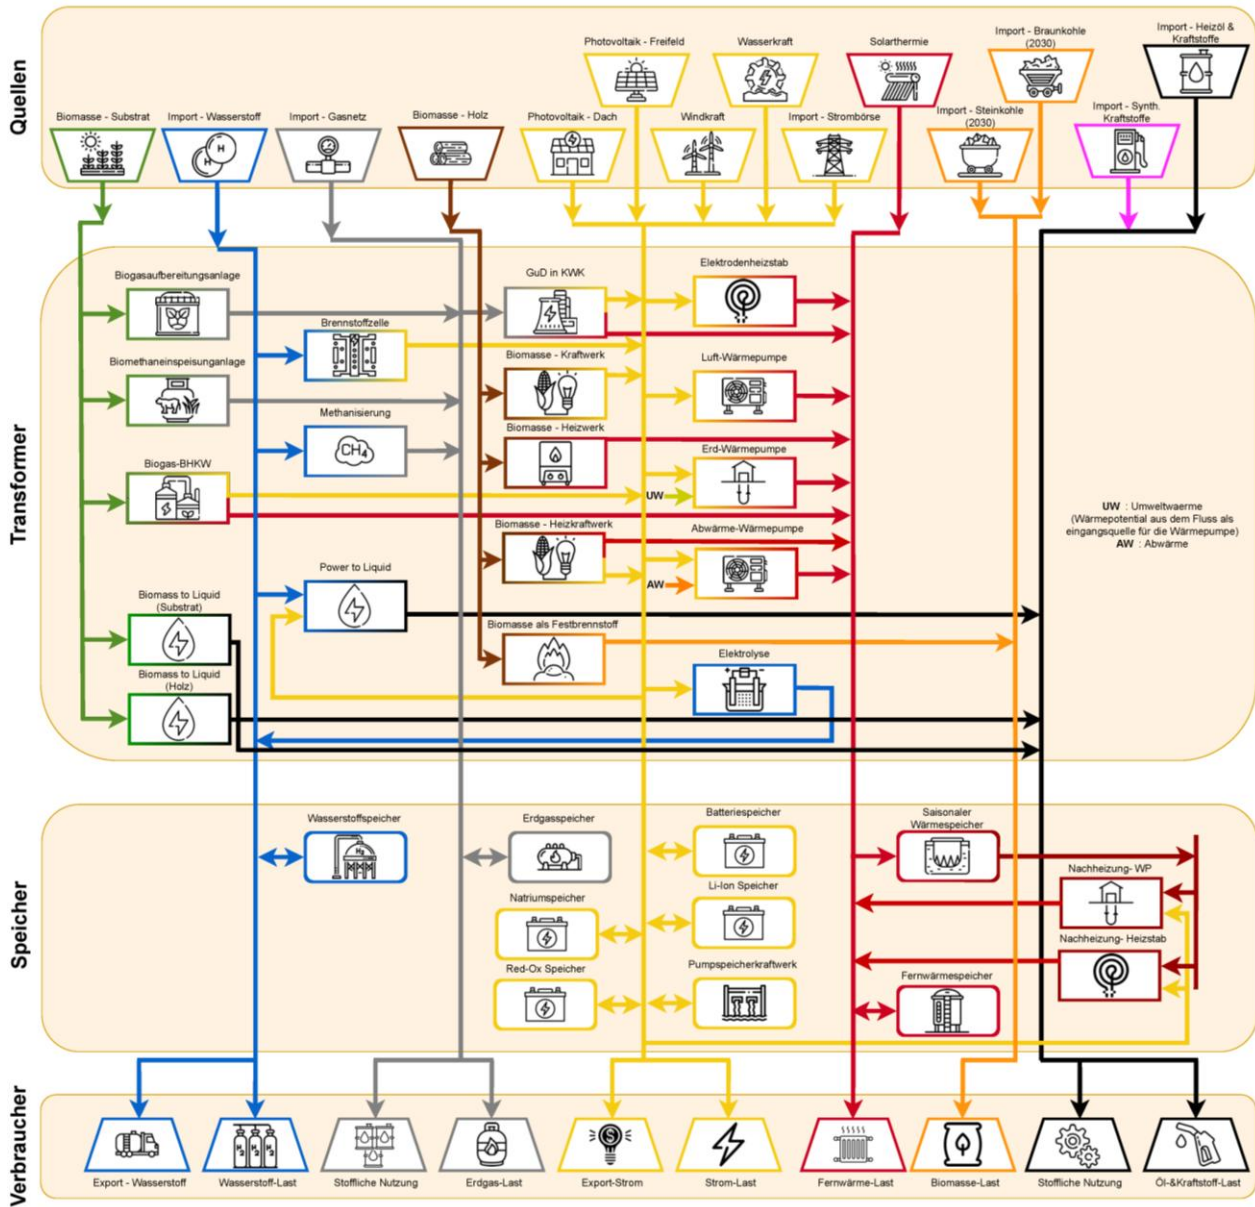 Quellen
Photovoltaik - Freifeld
Wasserkraft
Solarthermie
Import - Braunkohle
(2030)
Import - Heizöl &
Kraftstoffe
Biomasse - Substrat
Import - Wasserstoff
Import - Gasnetz
Biomasse - Holz
Photovoltaik - Dach
Windkraft
Import - Strombörse
Import - Steinkohle
(2030)
Import - Synth.
Kraftstoffe
H
H
Transformer
Biogasaufbereitungsanlage
GuD in KWK
Elektrodenheizstab
Brennstoffzelle
Biomasse - Kraftwerk
Luft-Wärmepumpe
Biomethaneinspeisunganlage
Methanisierung
CH4
Biomasse - Heizwerk
Erd-Wärmepumpe
Biogas-BHKW
UW
UW : Umweltwaerme
(Wärmepotential aus dem Fluss als
eingangsquelle für die Wärmepumpe)
AW : Abwärme
Biomasse - Heizkraftwerk
Abwärme-Wärmepumpe
AW
Power to Liquid
Biomass to Liquid
(Substrat)
Biomasse als Festbrennstoff
Elektrolyse
Biomass to Liquid
(Holz)
Speicher
Wasserstoffspeicher
H2
Erdgasspeicher
Batteriespeicher
Saisonaler
Wärmespeicher
Nachheizung- WP
Natriumspeicher
Li-Ion Speicher
Nachheizung- Heizstab
Red-Ox Speicher
Pumpspeicherkraftwerk
Fernwärmespeicher
Verbraucher
Export - Wasserstoff
Wasserstoff-Last
Stoffliche Nutzung
Erdgas-Last
Export-Strom
Strom-Last
Fernwärme-Last
Biomasse-Last
Stoffliche Nutzung
Öl-&Kraftstoff-Last